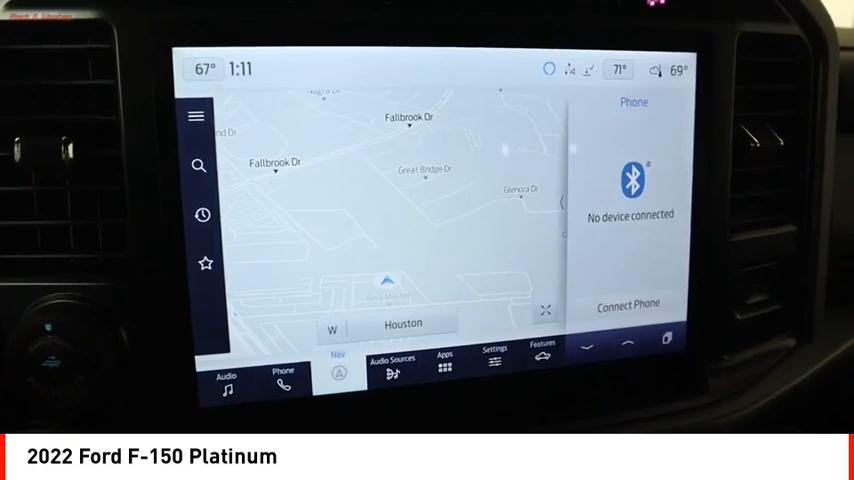 67° 1:11 71° 69°
Fallbrook Dr
Phone
Fallbrook Dr
Great Bridge Dr
Glenora Dr
No device connected
W Houston
Connect Phone
Audio Phone Nav Audio Sources Apps Settings Features
2022 Ford F-150 Platinum